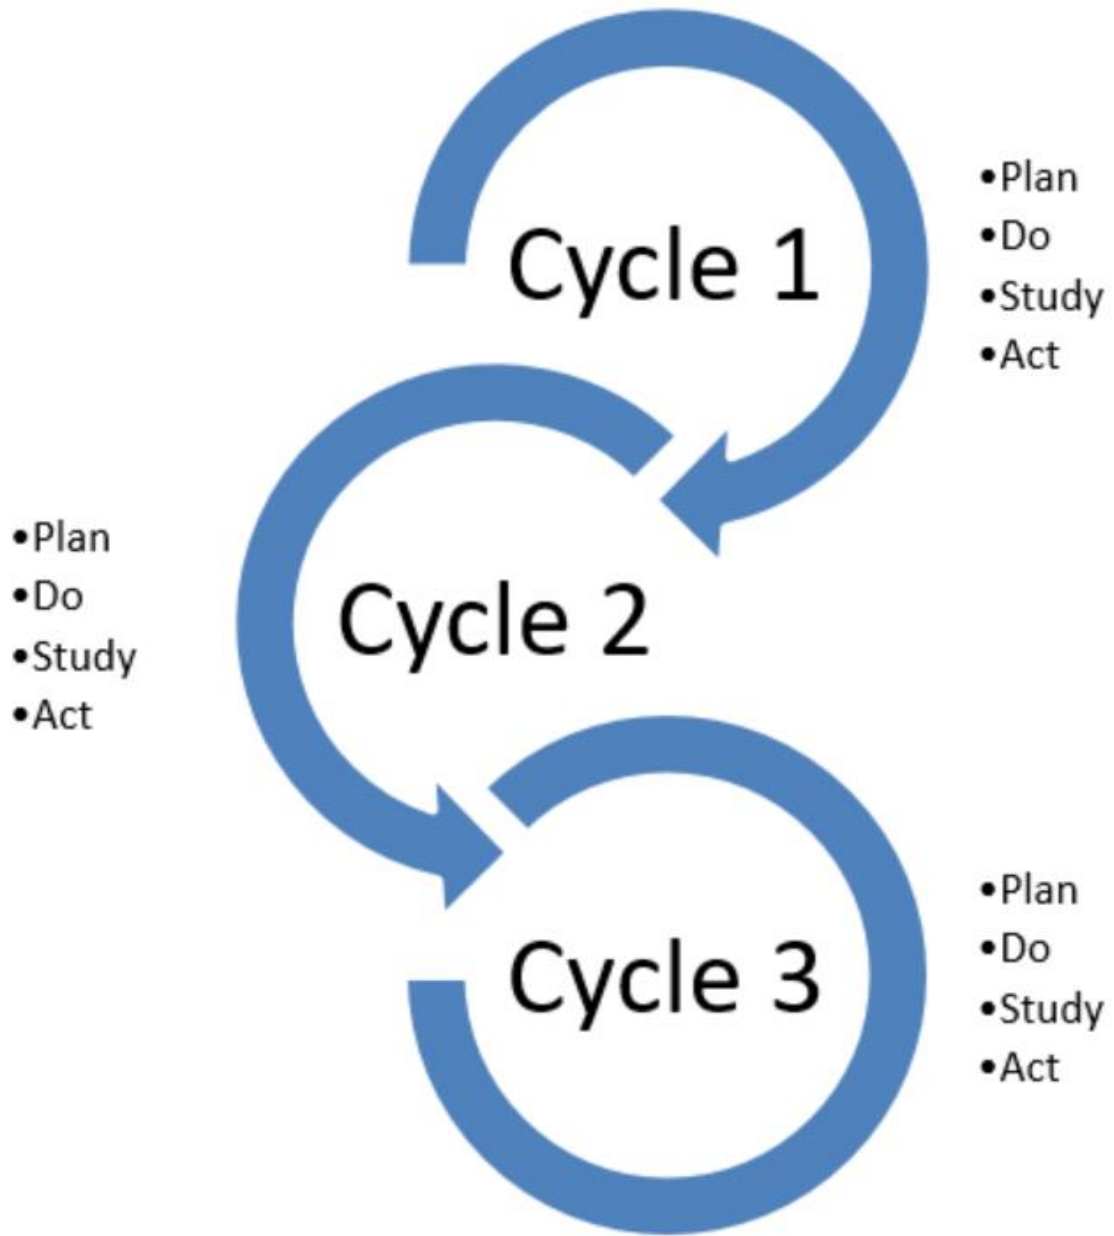 Cycle 1
•Plan
•Do
•Study
•Act
Cycle 2
•Plan
•Do
•Study
•Act
Cycle 3
•Plan
•Do
•Study
•Act